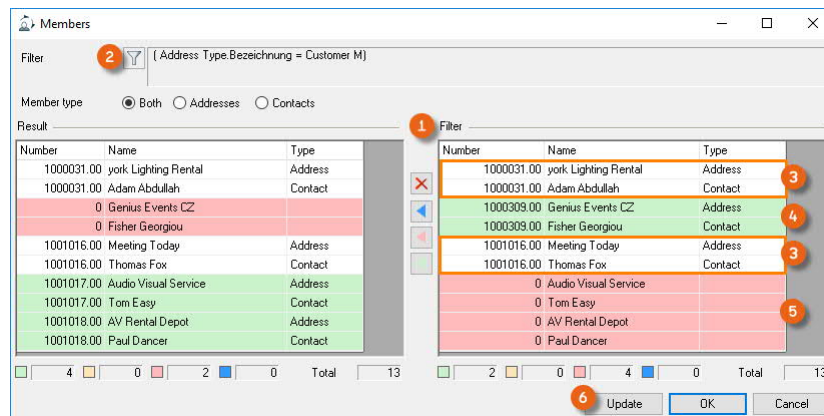 Members
Filter 2 ( Address Type.Bezeichnung = Customer M)
Member type Both Addresses Contacts
Result
Number Name Type
1000031.00 york Lighting Rental Address
1000031.00 Adam Abdullah Contact
0 Genius Events CZ
0 Fisher Georgiou
1001016.00 Meeting Today Address
1001016.00 Thomas Fox Contact
1001017.00 Audio Visual Service Address
1001017.00 Tom Easy Contact
1001018.00 AV Rental Depot Address
1001018.00 Paul Dancer Contact
4 0 2 0 Total 13
1 Filter
Number Name Type
1000031.00 york Lighting Rental Address
1000031.00 Adam Abdullah Contact
3
1000309.00 Genius Events CZ Address
1000309.00 Fisher Georgiou Contact
4
1001016.00 Meeting Today Address
1001016.00 Thomas Fox Contact
3
0 Audio Visual Service
0 Tom Easy
0 AV Rental Depot
0 Paul Dancer
5
2 0 4 0 Total 13
6 Update OK Cancel